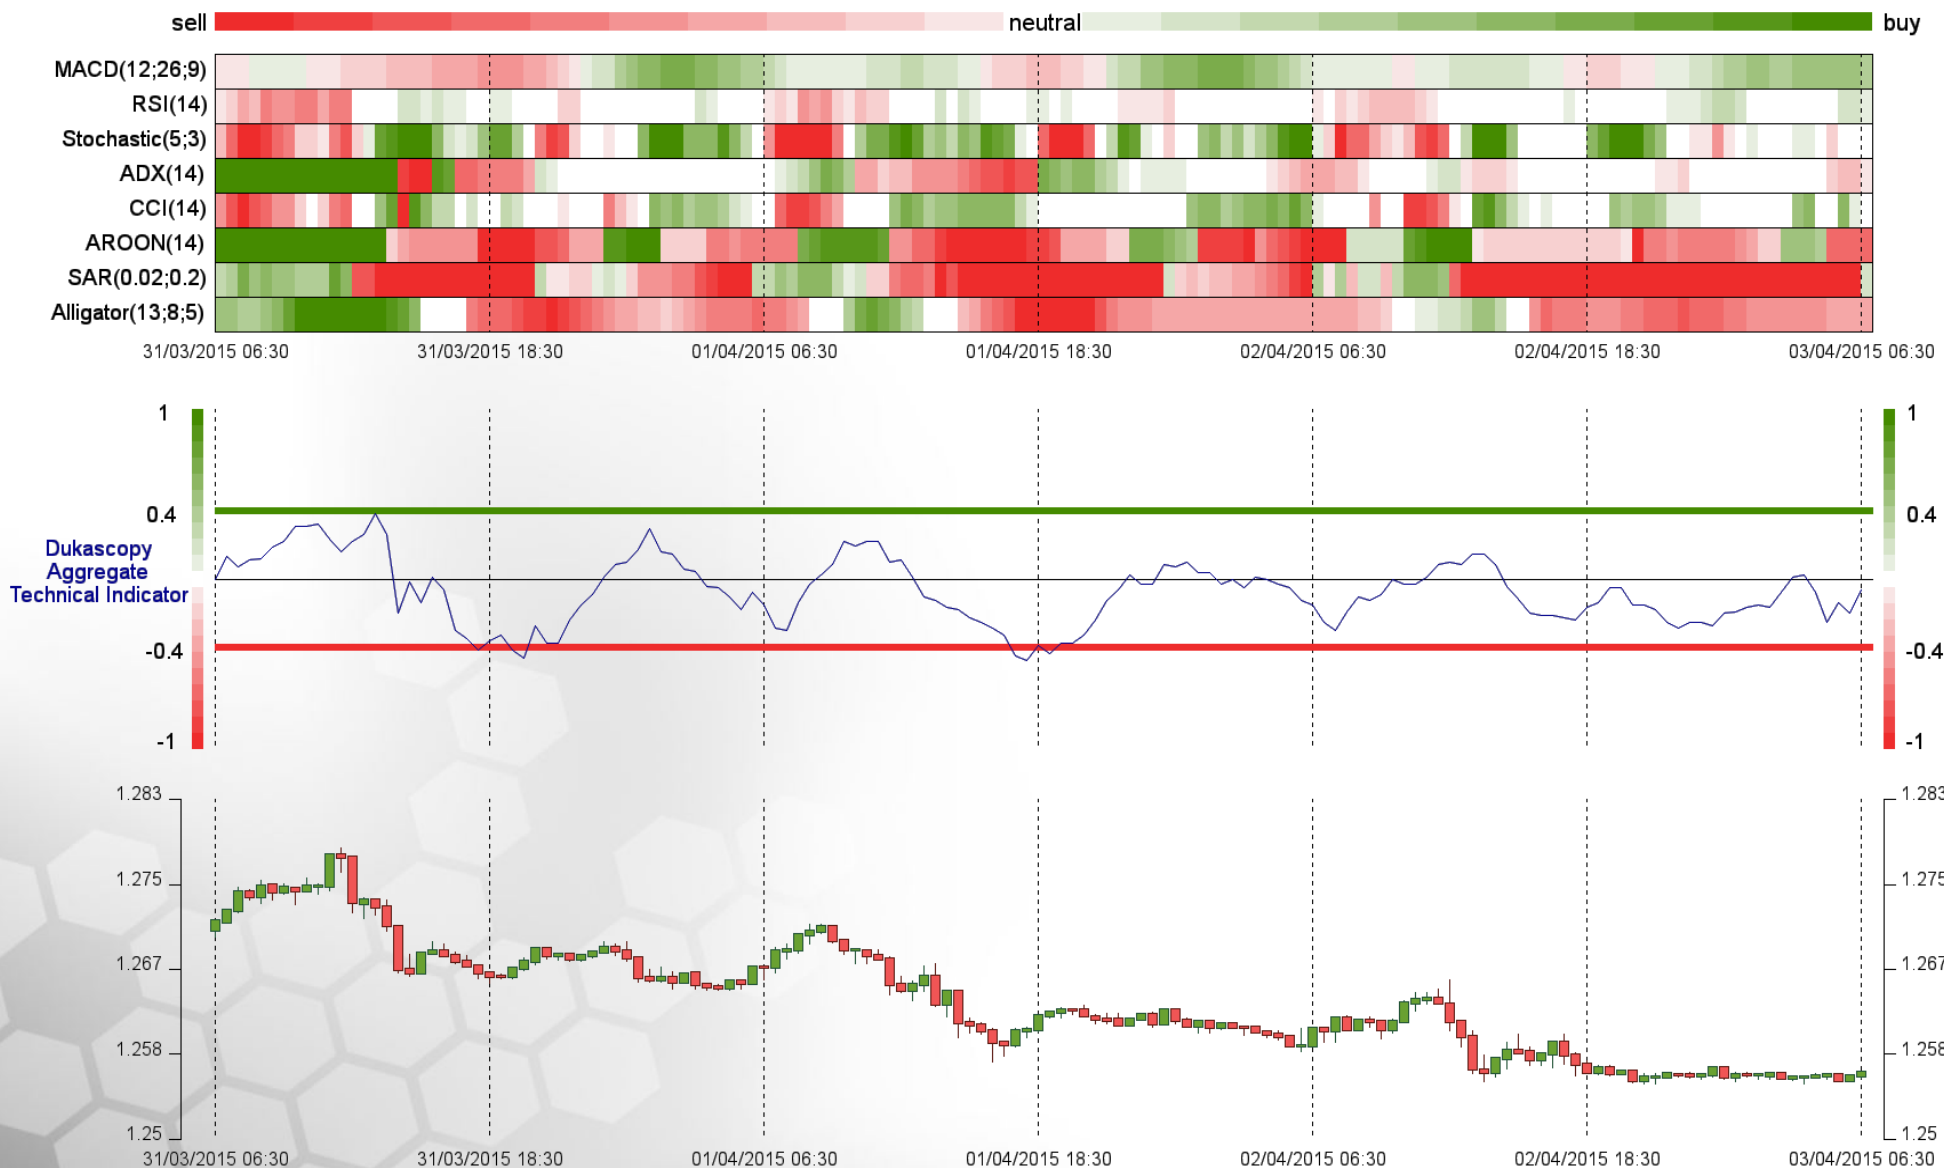 sell neutral buy
MACD(12;26;9)
RSI(14)
Stochastic(5;3)
ADX(14)
CCI(14)
AROON(14)
SAR(0.02;0.2)
Alligator(13;8;5)
31/03/2015 06:30 31/03/2015 18:30 01/04/2015 06:30 01/04/2015 18:30 02/04/2015 06:30 02/04/2015 18:30 03/04/2015 06:30
1 1
0.4 0.4
Dukascopy
Aggregate
Technical Indicator
-0.4 -0.4
-1 -1
1.283 1.283
1.275 1.275
1.267 1.267
1.258 1.258
1.25 1.25
31/03/2015 06:30 31/03/2015 18:30 01/04/2015 06:30 01/04/2015 18:30 02/04/2015 06:30 02/04/2015 18:30 03/04/2015 06:30